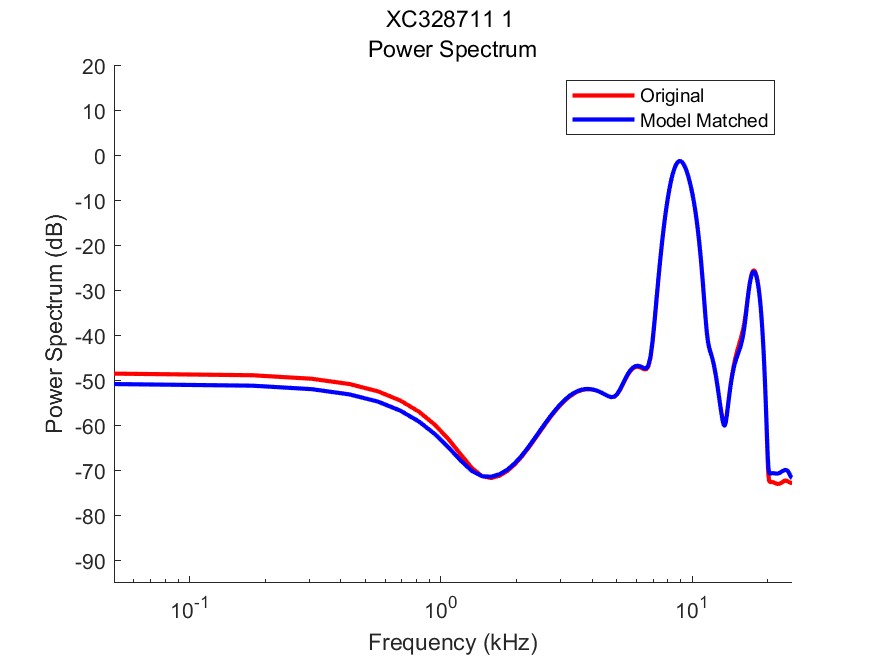 XC328711 1
Power Spectrum
20
10
0
-10
-20
-30
-40
-50
-60
-70
-80
-90
Power Spectrum (dB)
Original
Model Matched
10^-1
10^0
10^1
Frequency (kHz)